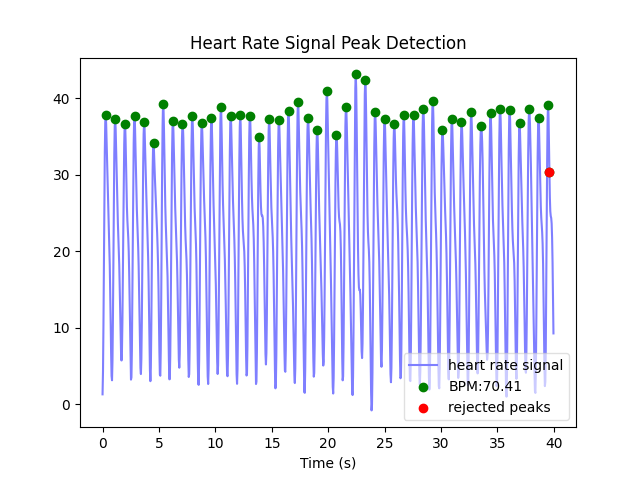 Heart Rate Signal Peak Detection
40
30
20
10
0
heart rate signal
BPM:70.41
rejected peaks
0 5 10 15 20 25 30 35 40
Time (s)